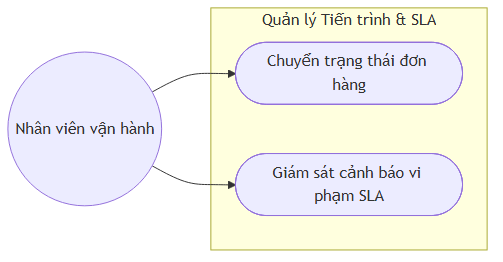 Quản lý Tiến trình & SLA
Chuyển trạng thái đơn
hàng
Nhân viên vận hành
Giám sát cảnh báo vi
phạm SLA